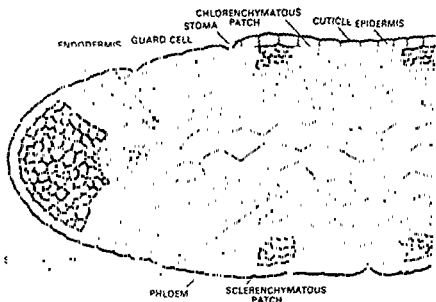 CHLORENCHYMATOUS
PATCH
STOMA
CUTICLE EPIDERMIS
ENDODERMIS GUARD CELL
PHLOEM
SCLERENCHYMATOUS
PATCH